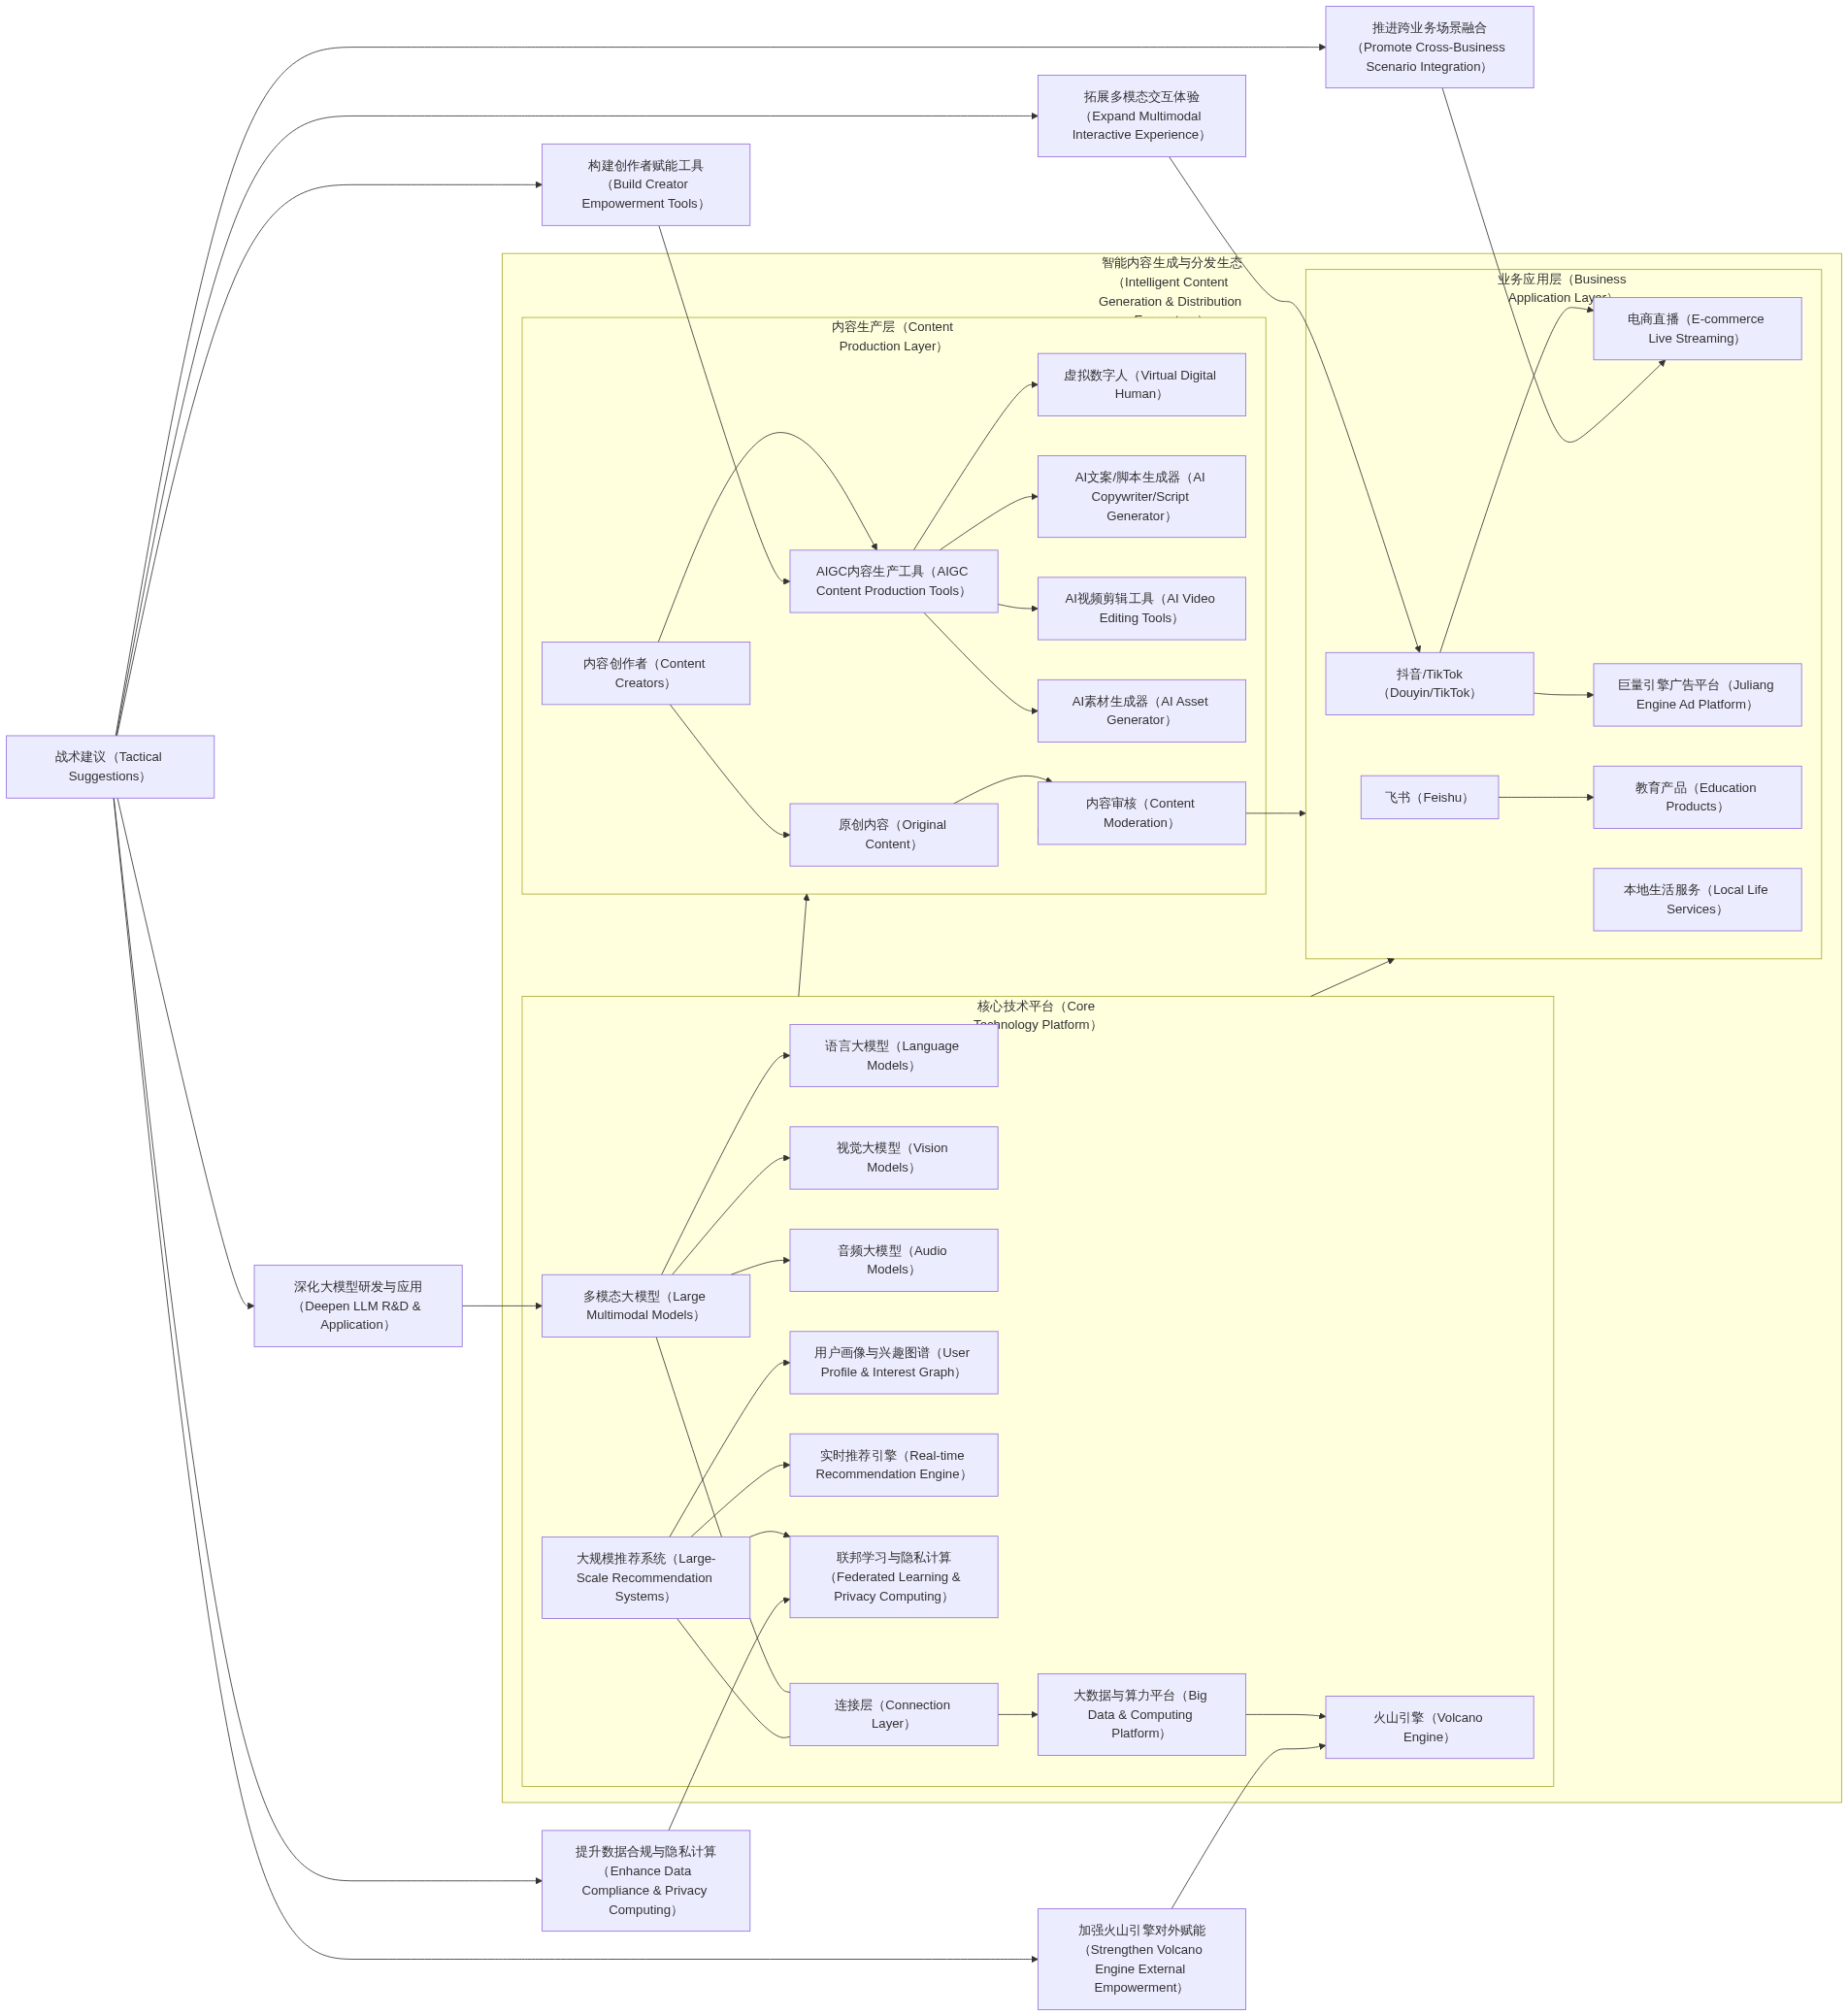 推进跨业务场景融合
（Promote Cross-Business
Scenario Integration）
拓展多模态交互体验
（Expand Multimodal
Interactive Experience）
构建创作者赋能工具
（Build Creator
Empowerment Tools）
智能内容生成与分发生态
（Intelligent Content
Generation & Distribution
业务应用层（Business
Application Layer）
电商直播（E-commerce
Live Streaming）
内容生产层（Content
Production Layer）
虚拟数字人（Virtual Digital
Human）
AI文案/脚本生成器（AI
Copywriter/Script
Generator）
AIGC内容生产工具（AIGC
Content Production Tools）
AI视频剪辑工具（AI Video
Editing Tools）
内容创作者（Content
Creators）
AI素材生成器（AI Asset
Generator）
抖音/TikTok
（Douyin/TikTok）
巨量引擎广告平台（Juliang
Engine Ad Platform）
战术建议（Tactical
Suggestions）
原创内容（Original
Content）
内容审核（Content
Moderation）
飞书（Feishu）
教育产品（Education
Products）
本地生活服务（Local Life
Services）
核心技术平台（Core
Technology Platform）
语言大模型（Language
Models）
视觉大模型（Vision
Models）
音频大模型（Audio
Models）
深化大模型研发与应用
（Deepen LLM R&D &
Application）
多模态大模型（Large
Multimodal Models）
用户画像与兴趣图谱（User
Profile & Interest Graph）
实时推荐引擎（Real-time
Recommendation Engine）
大规模推荐系统（Large-
Scale Recommendation
Systems）
联邦学习与隐私计算
（Federated Learning &
Privacy Computing）
连接层（Connection
Layer）
大数据与算力平台（Big
Data & Computing
Platform）
火山引擎（Volcano
Engine）
提升数据合规与隐私计算
（Enhance Data
Compliance & Privacy
Computing）
加强火山引擎对外赋能
（Strengthen Volcano
Engine External
Empowerment）